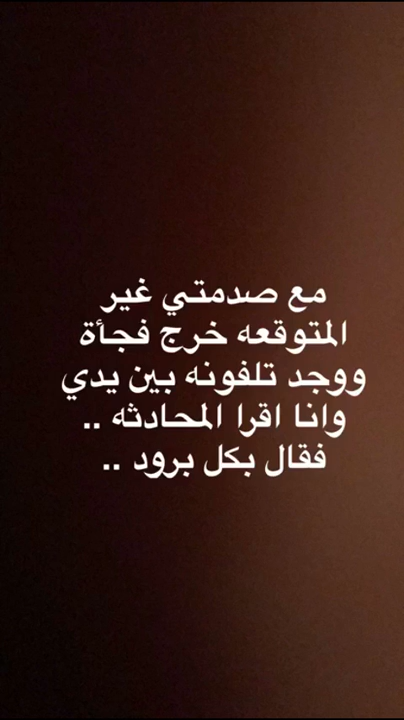 مع صدمتي غير
المتوقعه خرج فجأة
ووجد تلفونه بين يدي
وانا اقرا المحادثه ..
فقال بكل برود ..